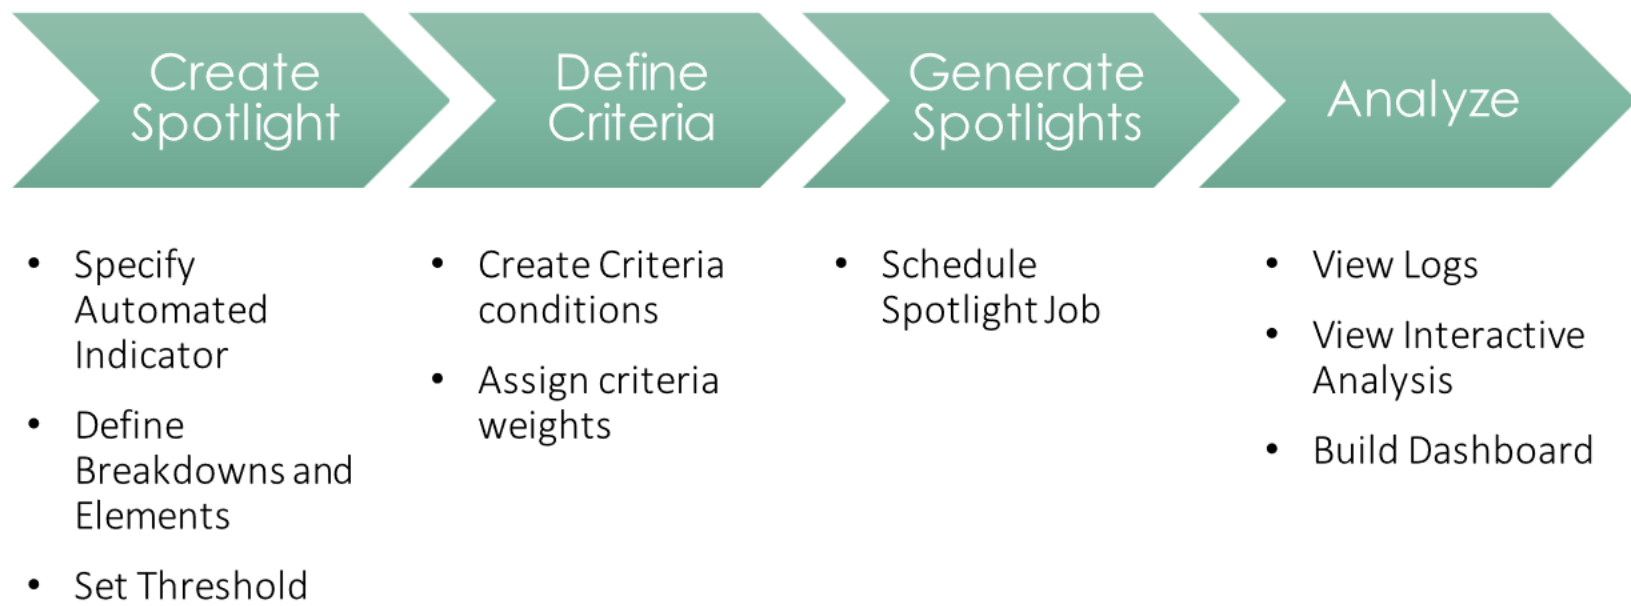 Create
Spotlight
Define
Criteria
Generate
Spotlights
Analyze
• Specify
Automated
Indicator
• Define
Breakdowns and
Elements
• Set Threshold
• Create Criteria
conditions
• Assign criteria
weights
• Schedule
Spotlight Job
• View Logs
• View Interactive
Analysis
• Build Dashboard